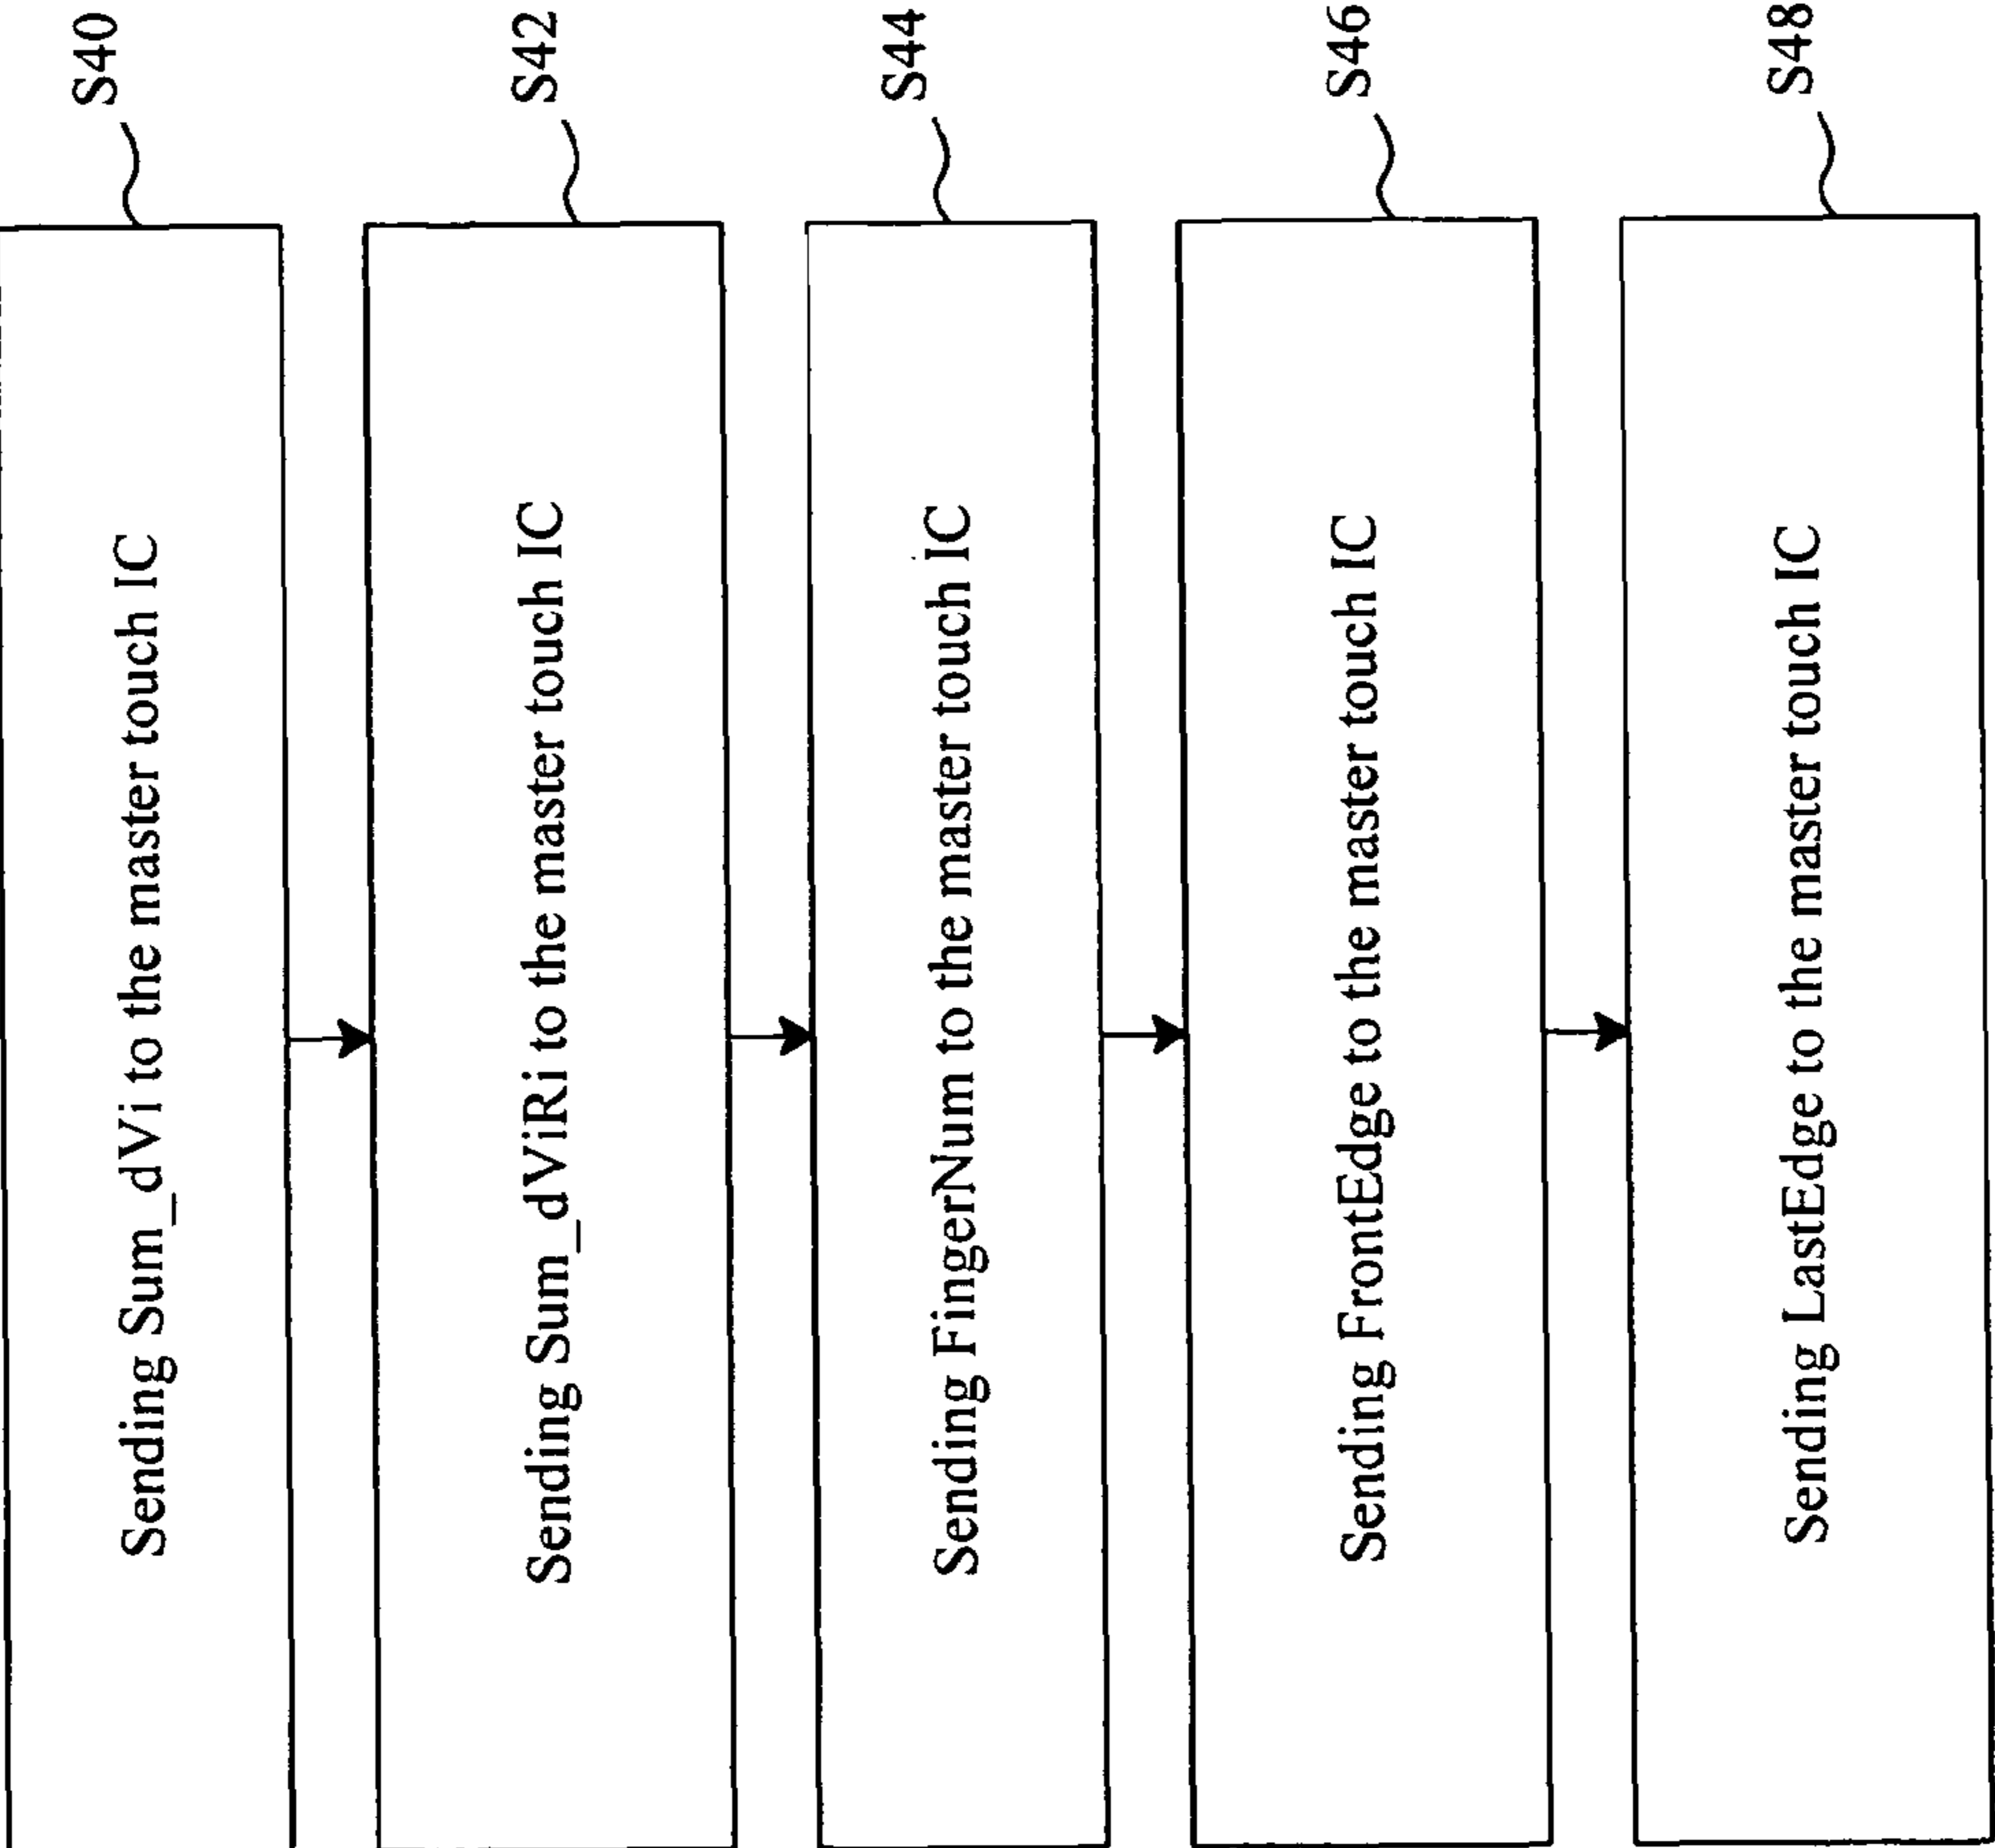 S40
Sending Sum_dVi to the master touch IC
S42
Sending Sum_dViRi to the master touch IC
S44
Sending FingerNum to the master touch IC
S46
Sending FrontEdge to the master touch IC
S48
Sending LastEdge to the master touch IC